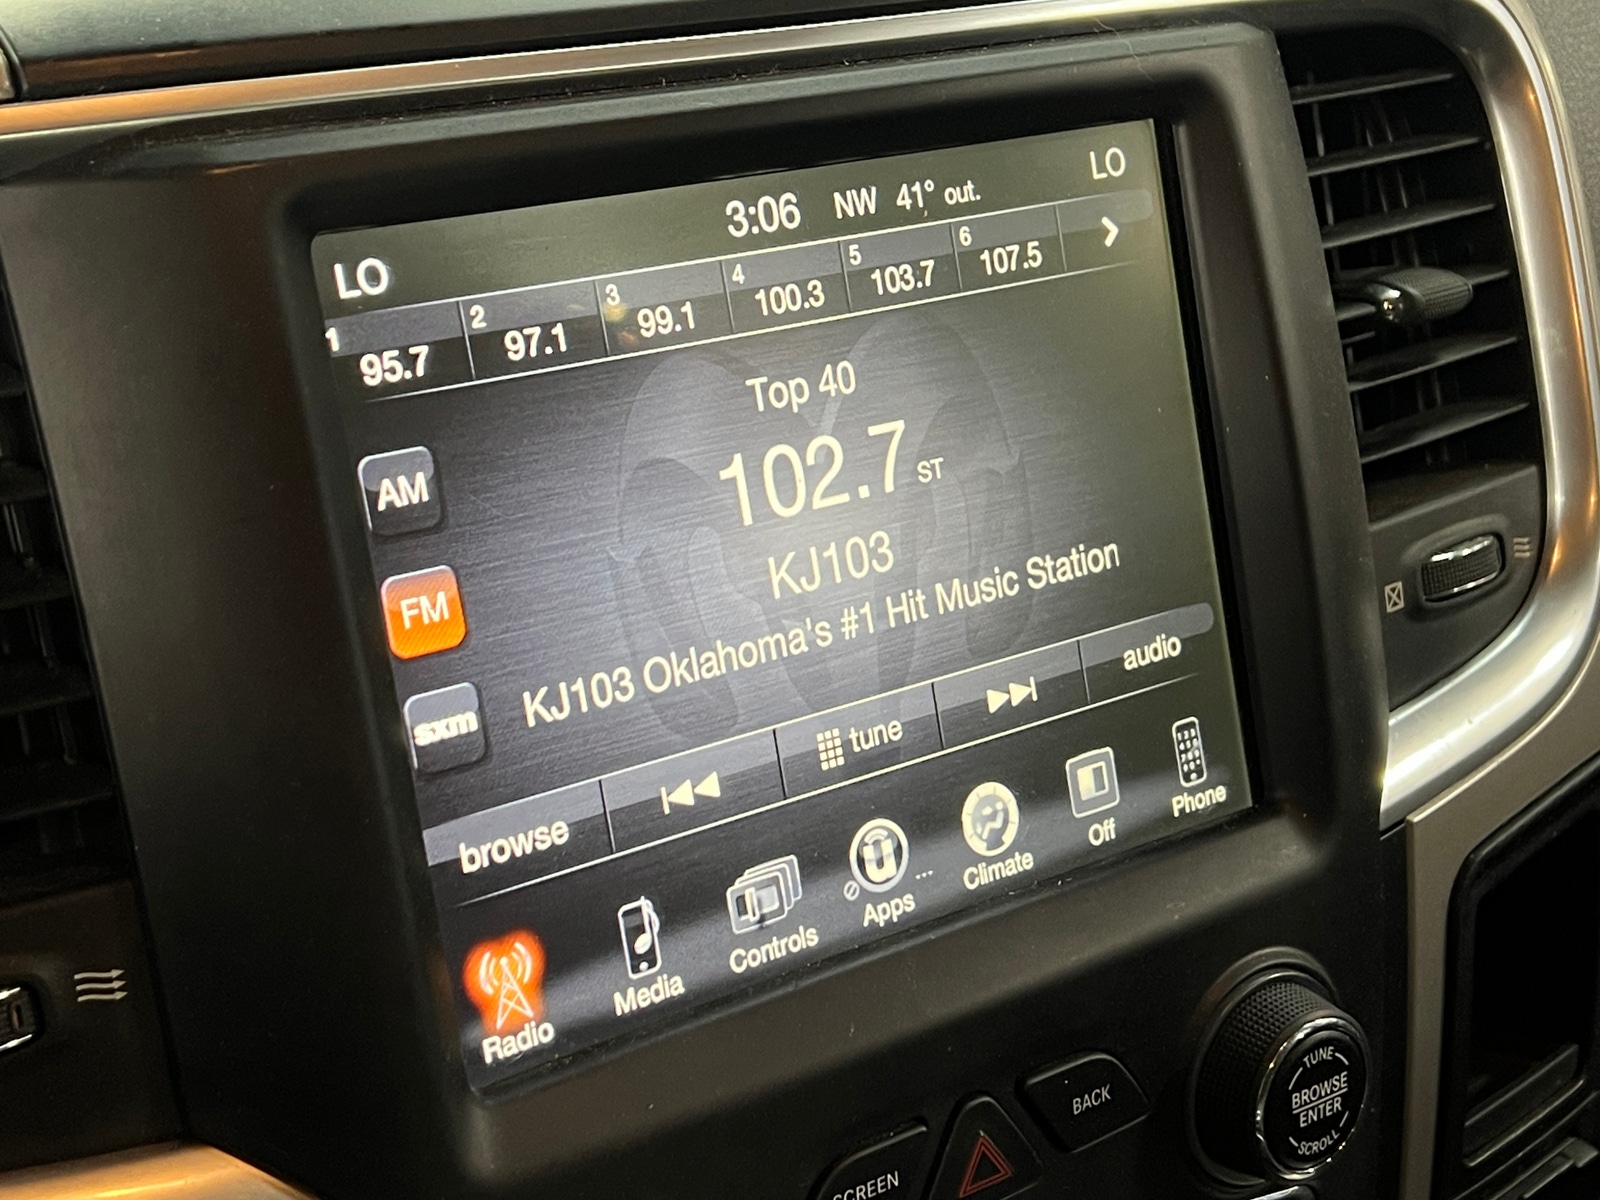 LO 3:06 NW 41° out. LO
1 2 3 4 5 6
95.7 97.1 99.1 100.3 103.7 107.5
Top 40
AM
102.7 ST
FM
KJ103
KJ103 Oklahoma's #1 Hit Music Station
sxm
browse tune audio
Radio Media Controls Apps ... Climate Off Phone
SCREEN BACK
TUNE
BROWSE
ENTER
SCROLL